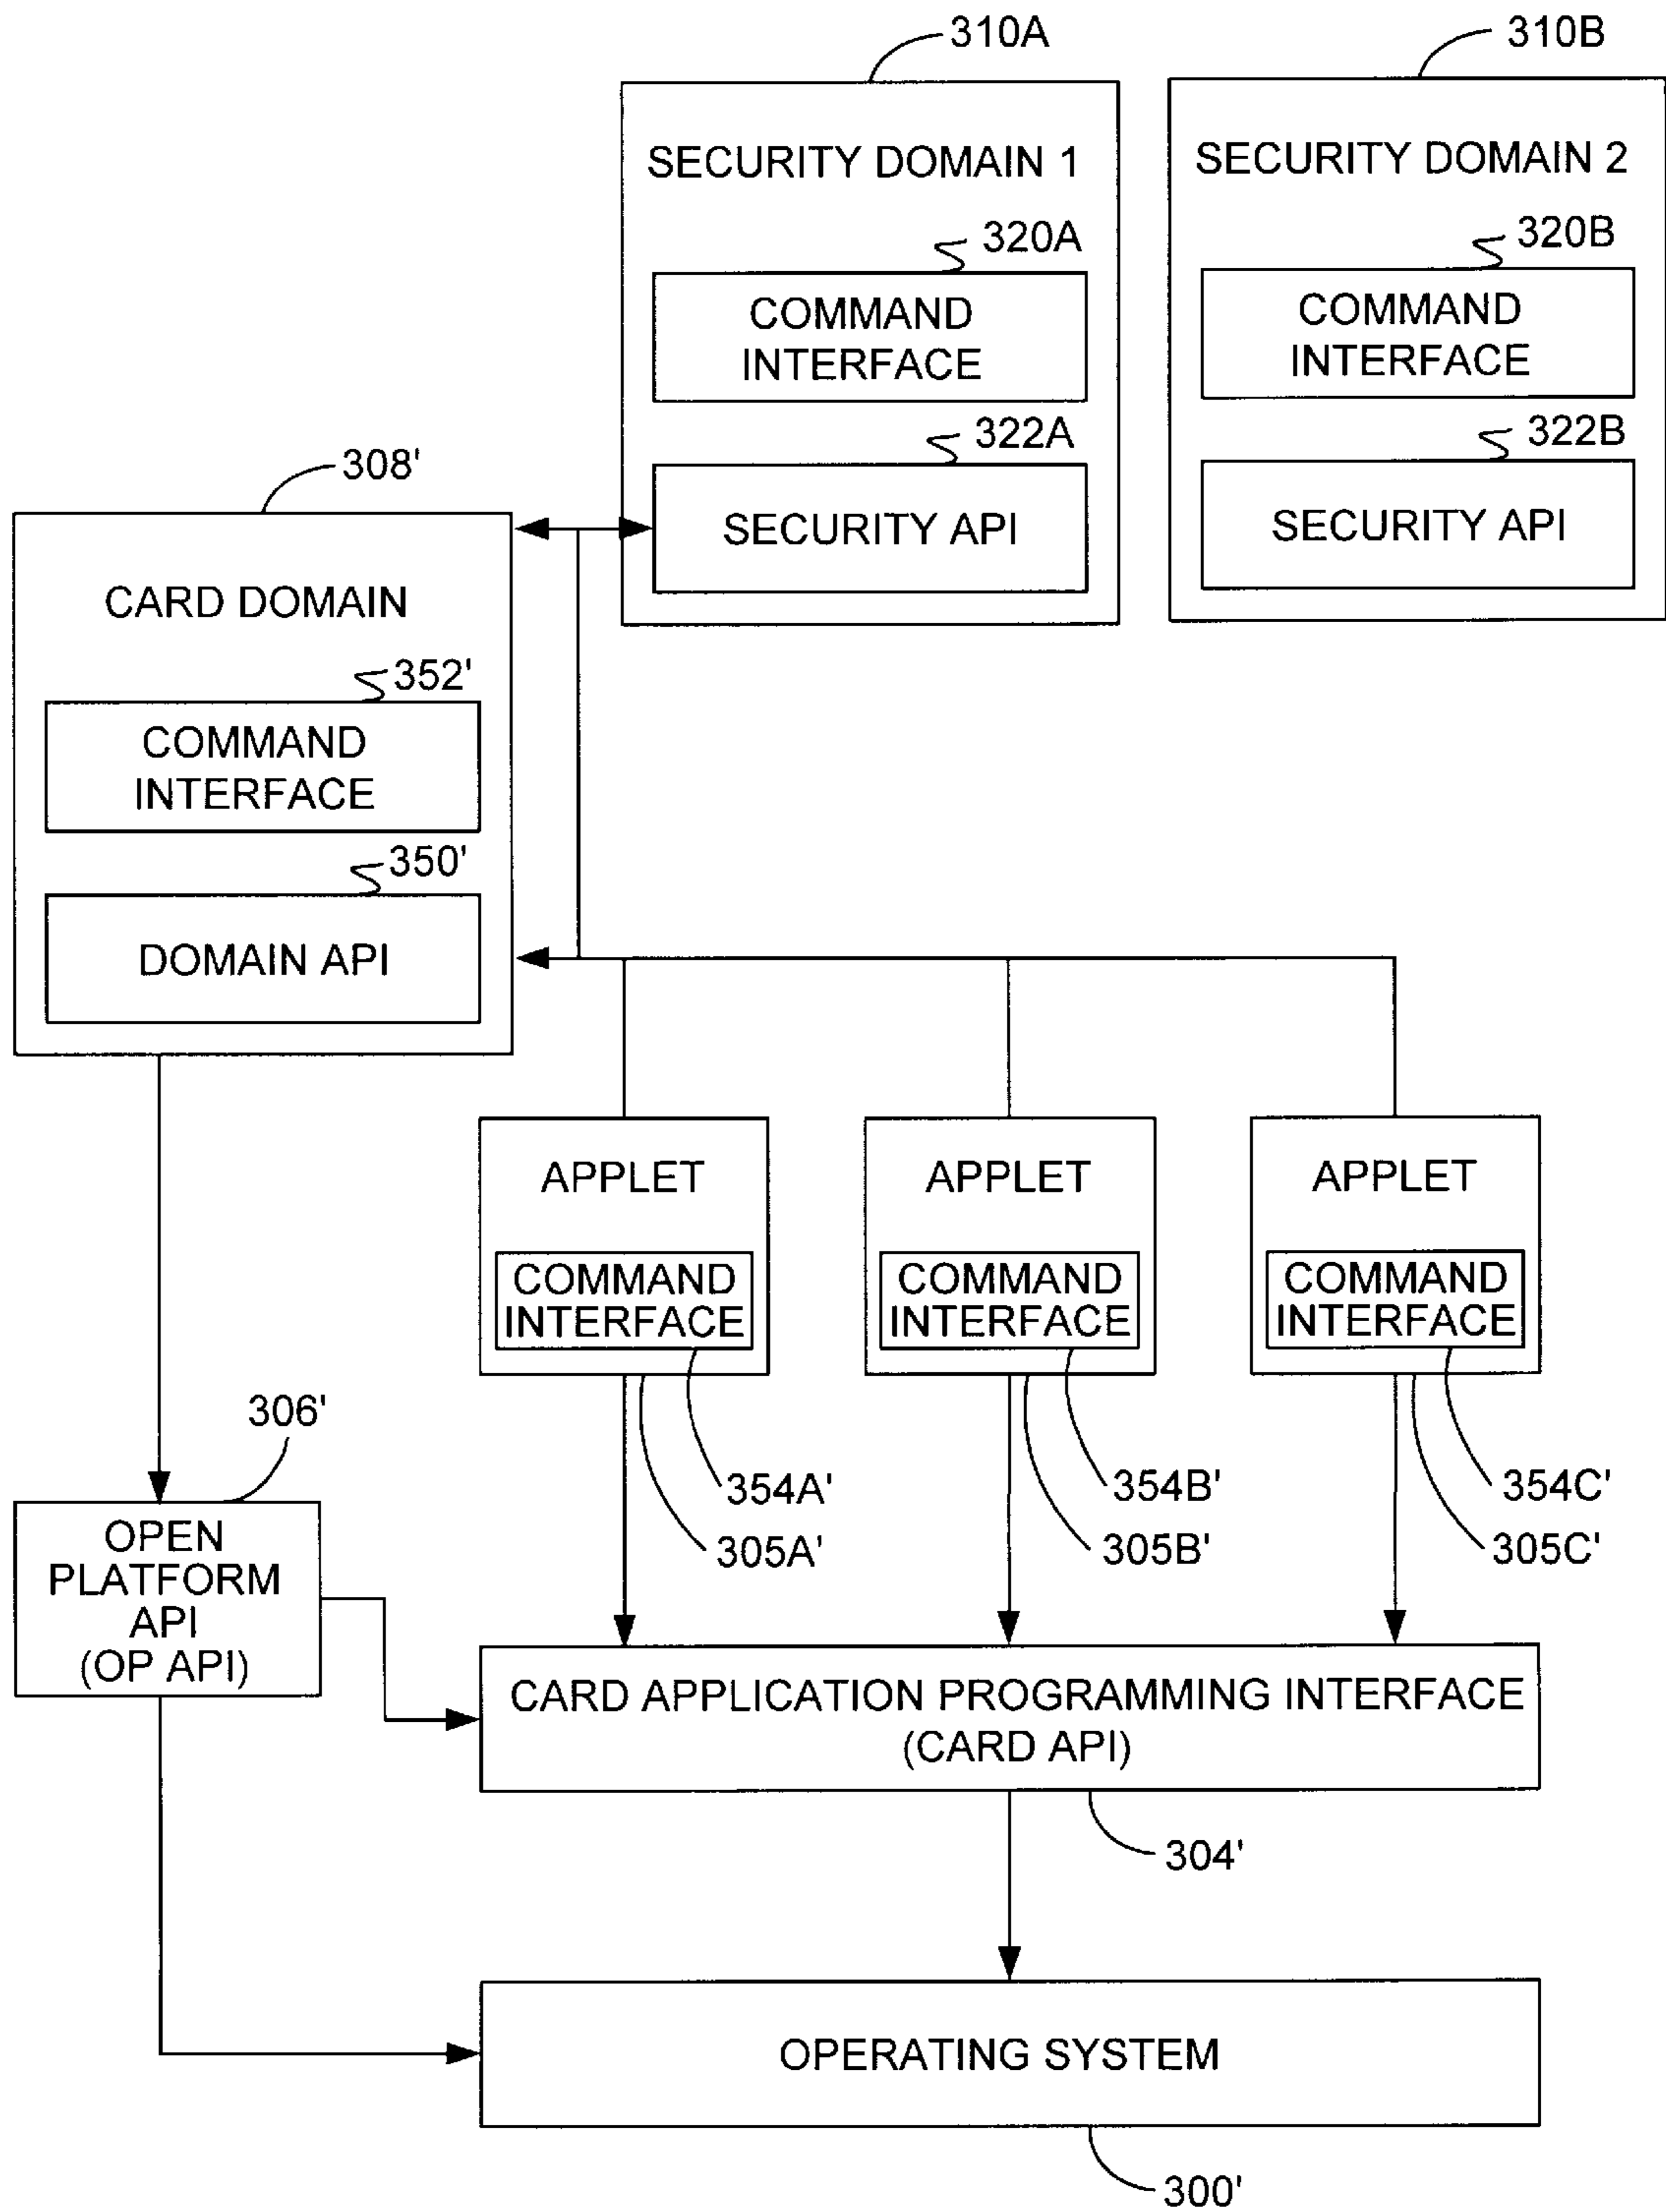 310A
310B
SECURITY DOMAIN 1
SECURITY DOMAIN 2
320A
320B
COMMAND
INTERFACE
COMMAND
INTERFACE
322A
322B
SECURITY API
SECURITY API
308'
CARD DOMAIN
352'
COMMAND
INTERFACE
350'
DOMAIN API
APPLET
APPLET
APPLET
COMMAND
INTERFACE
COMMAND
INTERFACE
COMMAND
INTERFACE
306'
354A'
354B'
354C'
305A'
305B'
305C'
OPEN
PLATFORM
API
(OP API)
CARD APPLICATION PROGRAMMING INTERFACE
(CARD API)
304'
OPERATING SYSTEM
300'